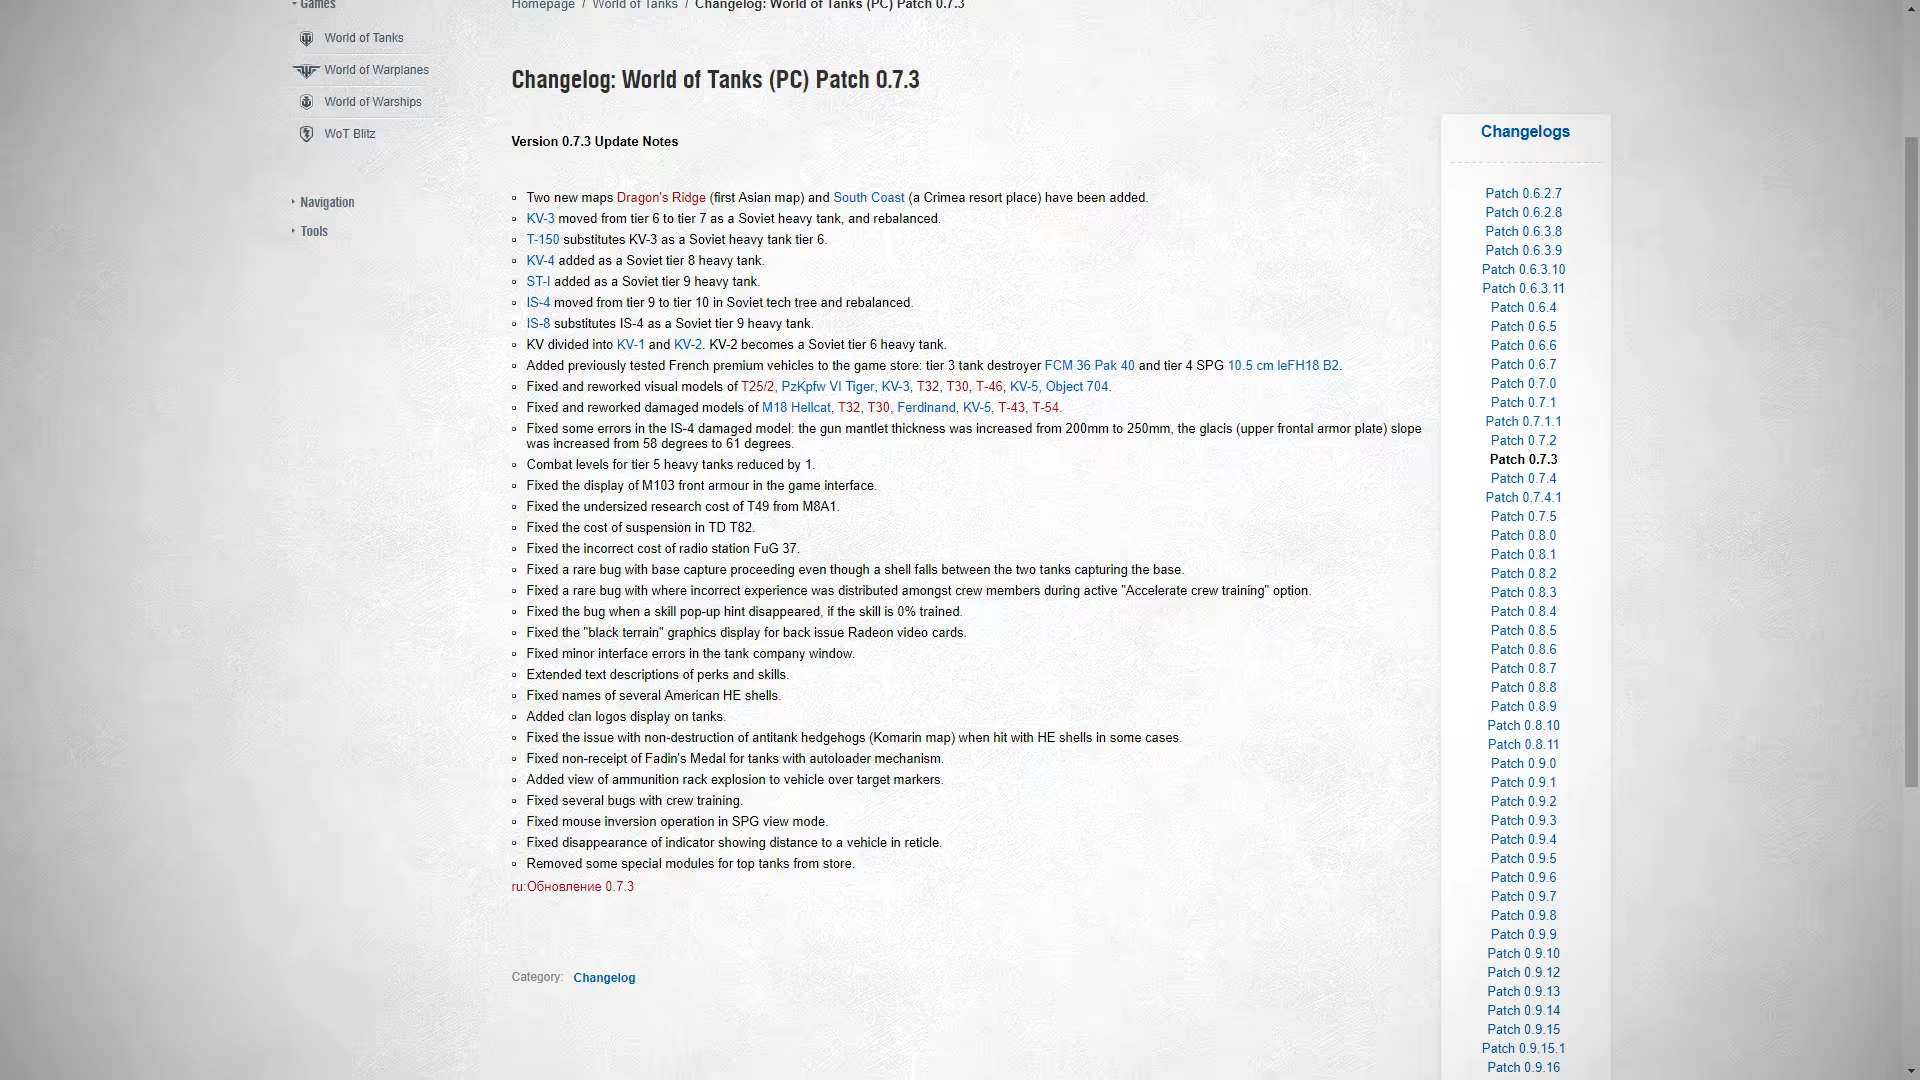 Games
Homepage / World of Tanks / Changelog: World of Tanks (PC) Patch 0.7.3
World of Tanks
World of Warplanes
World of Warships
WoT Blitz
Navigation
Tools
Changelog: World of Tanks (PC) Patch 0.7.3
Version 0.7.3 Update Notes
Two new maps Dragon's Ridge (first Asian map) and South Coast (a Crimea resort place) have been added.
KV-3 moved from tier 6 to tier 7 as a Soviet heavy tank, and rebalanced.
T-150 substitutes KV-3 as a Soviet heavy tank tier 6.
KV-4 added as a Soviet tier 8 heavy tank.
ST-I added as a Soviet tier 9 heavy tank.
IS-4 moved from tier 9 to tier 10 in Soviet tech tree and rebalanced.
IS-8 substitutes IS-4 as a Soviet tier 9 heavy tank.
KV divided into KV-1 and KV-2. KV-2 becomes a Soviet tier 6 heavy tank.
Added previously tested French premium vehicles to the game store: tier 3 tank destroyer FCM 36 Pak 40 and tier 4 SPG 10.5 cm leFH18 B2.
Fixed and reworked visual models of T25/2, PzKpfw VI Tiger, KV-3, T32, T30, T-46, KV-5, Object 704.
Fixed and reworked damaged models of M18 Hellcat, T32, T30, Ferdinand, KV-5, T-43, T-54.
Fixed some errors in the IS-4 damaged model: the gun mantlet thickness was increased from 200mm to 250mm, the glacis (upper frontal armor plate) slope
was increased from 58 degrees to 61 degrees.
Combat levels for tier 5 heavy tanks reduced by 1.
Fixed the display of M103 front armour in the game interface.
Fixed the undersized research cost of T49 from M8A1.
Fixed the cost of suspension in TD T82.
Fixed the incorrect cost of radio station FuG 37.
Fixed a rare bug with base capture proceeding even though a shell falls between the two tanks capturing the base.
Fixed a rare bug with where incorrect experience was distributed amongst crew members during active "Accelerate crew training" option.
Fixed the bug when a skill pop-up hint disappeared, if the skill is 0% trained.
Fixed the "black terrain" graphics display for back issue Radeon video cards.
Fixed minor interface errors in the tank company window.
Extended text descriptions of perks and skills.
Fixed names of several American HE shells.
Added clan logos display on tanks.
Fixed the issue with non-destruction of antitank hedgehogs (Komarin map) when hit with HE shells in some cases.
Fixed non-receipt of Fadin's Medal for tanks with autoloader mechanism.
Added view of ammunition rack explosion to vehicle over target markers.
Fixed several bugs with crew training.
Fixed mouse inversion operation in SPG view mode.
Fixed disappearance of indicator showing distance to a vehicle in reticle.
Removed some special modules for top tanks from store.
ru:Обновление 0.7.3
Category: Changelog
Changelogs
Patch 0.6.2.7
Patch 0.6.2.8
Patch 0.6.3.8
Patch 0.6.3.9
Patch 0.6.3.10
Patch 0.6.3.11
Patch 0.6.4
Patch 0.6.5
Patch 0.6.6
Patch 0.6.7
Patch 0.7.0
Patch 0.7.1
Patch 0.7.1.1
Patch 0.7.2
Patch 0.7.3
Patch 0.7.4
Patch 0.7.4.1
Patch 0.7.5
Patch 0.8.0
Patch 0.8.1
Patch 0.8.2
Patch 0.8.3
Patch 0.8.4
Patch 0.8.5
Patch 0.8.6
Patch 0.8.7
Patch 0.8.8
Patch 0.8.9
Patch 0.8.10
Patch 0.8.11
Patch 0.9.0
Patch 0.9.1
Patch 0.9.2
Patch 0.9.3
Patch 0.9.4
Patch 0.9.5
Patch 0.9.6
Patch 0.9.7
Patch 0.9.8
Patch 0.9.9
Patch 0.9.10
Patch 0.9.12
Patch 0.9.13
Patch 0.9.14
Patch 0.9.15
Patch 0.9.15.1
Patch 0.9.16